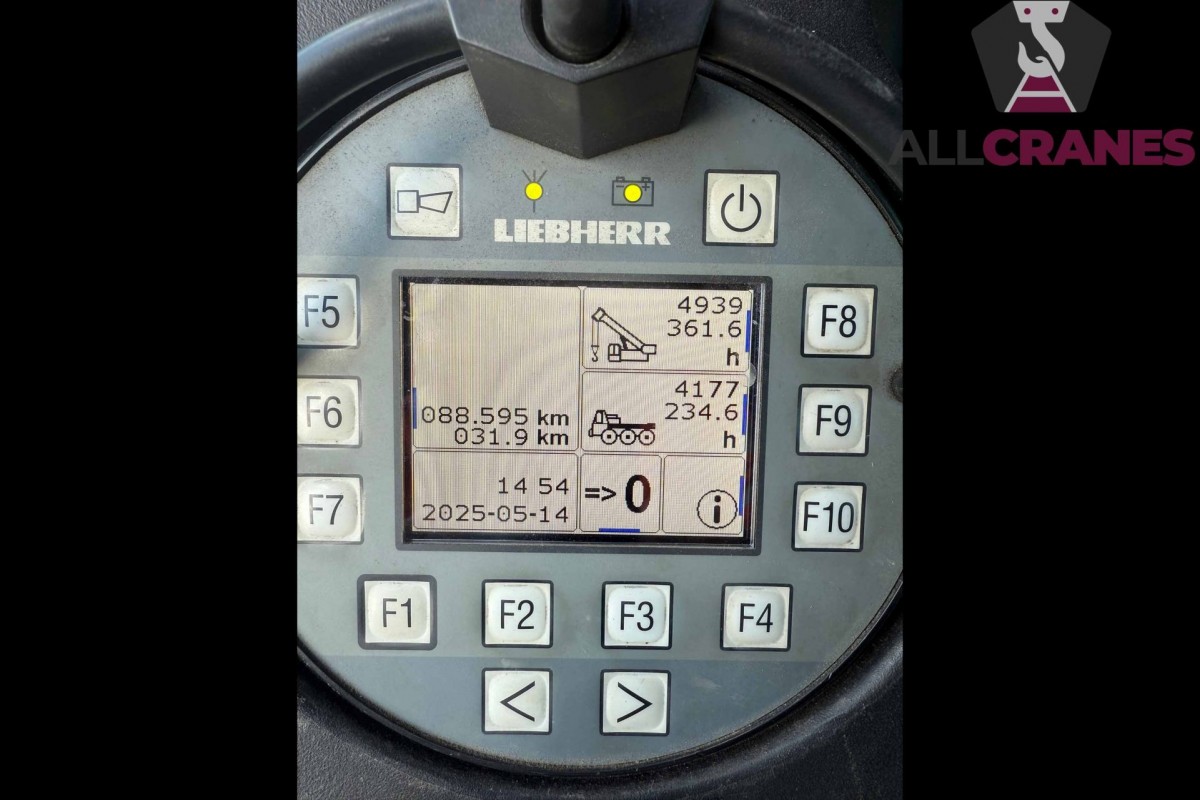 ALLCRANES
LIEBHERR
F5
F6
F7
4939
361.6
h
4177
234.6
h
088.595 km
031.9 km
14 54
2025-05-14
=> 0
i
F8
F9
F10
F1
F2
F3
F4
<
>